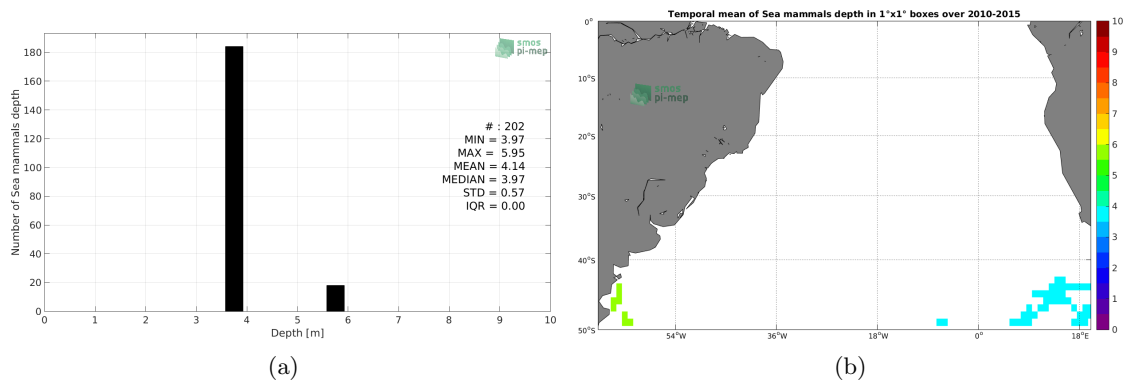 smos
pi-mep
180
160
140
120
100
80
60
40
20
0
Number of Sea mammals depth
# : 202
MIN = 3.97
MAX = 5.95
MEAN = 4.14
MEDIAN = 3.97
STD = 0.57
IQR = 0.00
0 1 2 3 4 5 6 7 8 9 10
Depth [m]
(a)
Temporal mean of Sea mammals depth in 1°x1° boxes over 2010-2015
0°
10°S
20°S
30°S
40°S
50°S
smos
pi-mep
54°W 36°W 18°W 0° 18°E
10
9
8
7
6
5
4
3
2
1
0
(b)